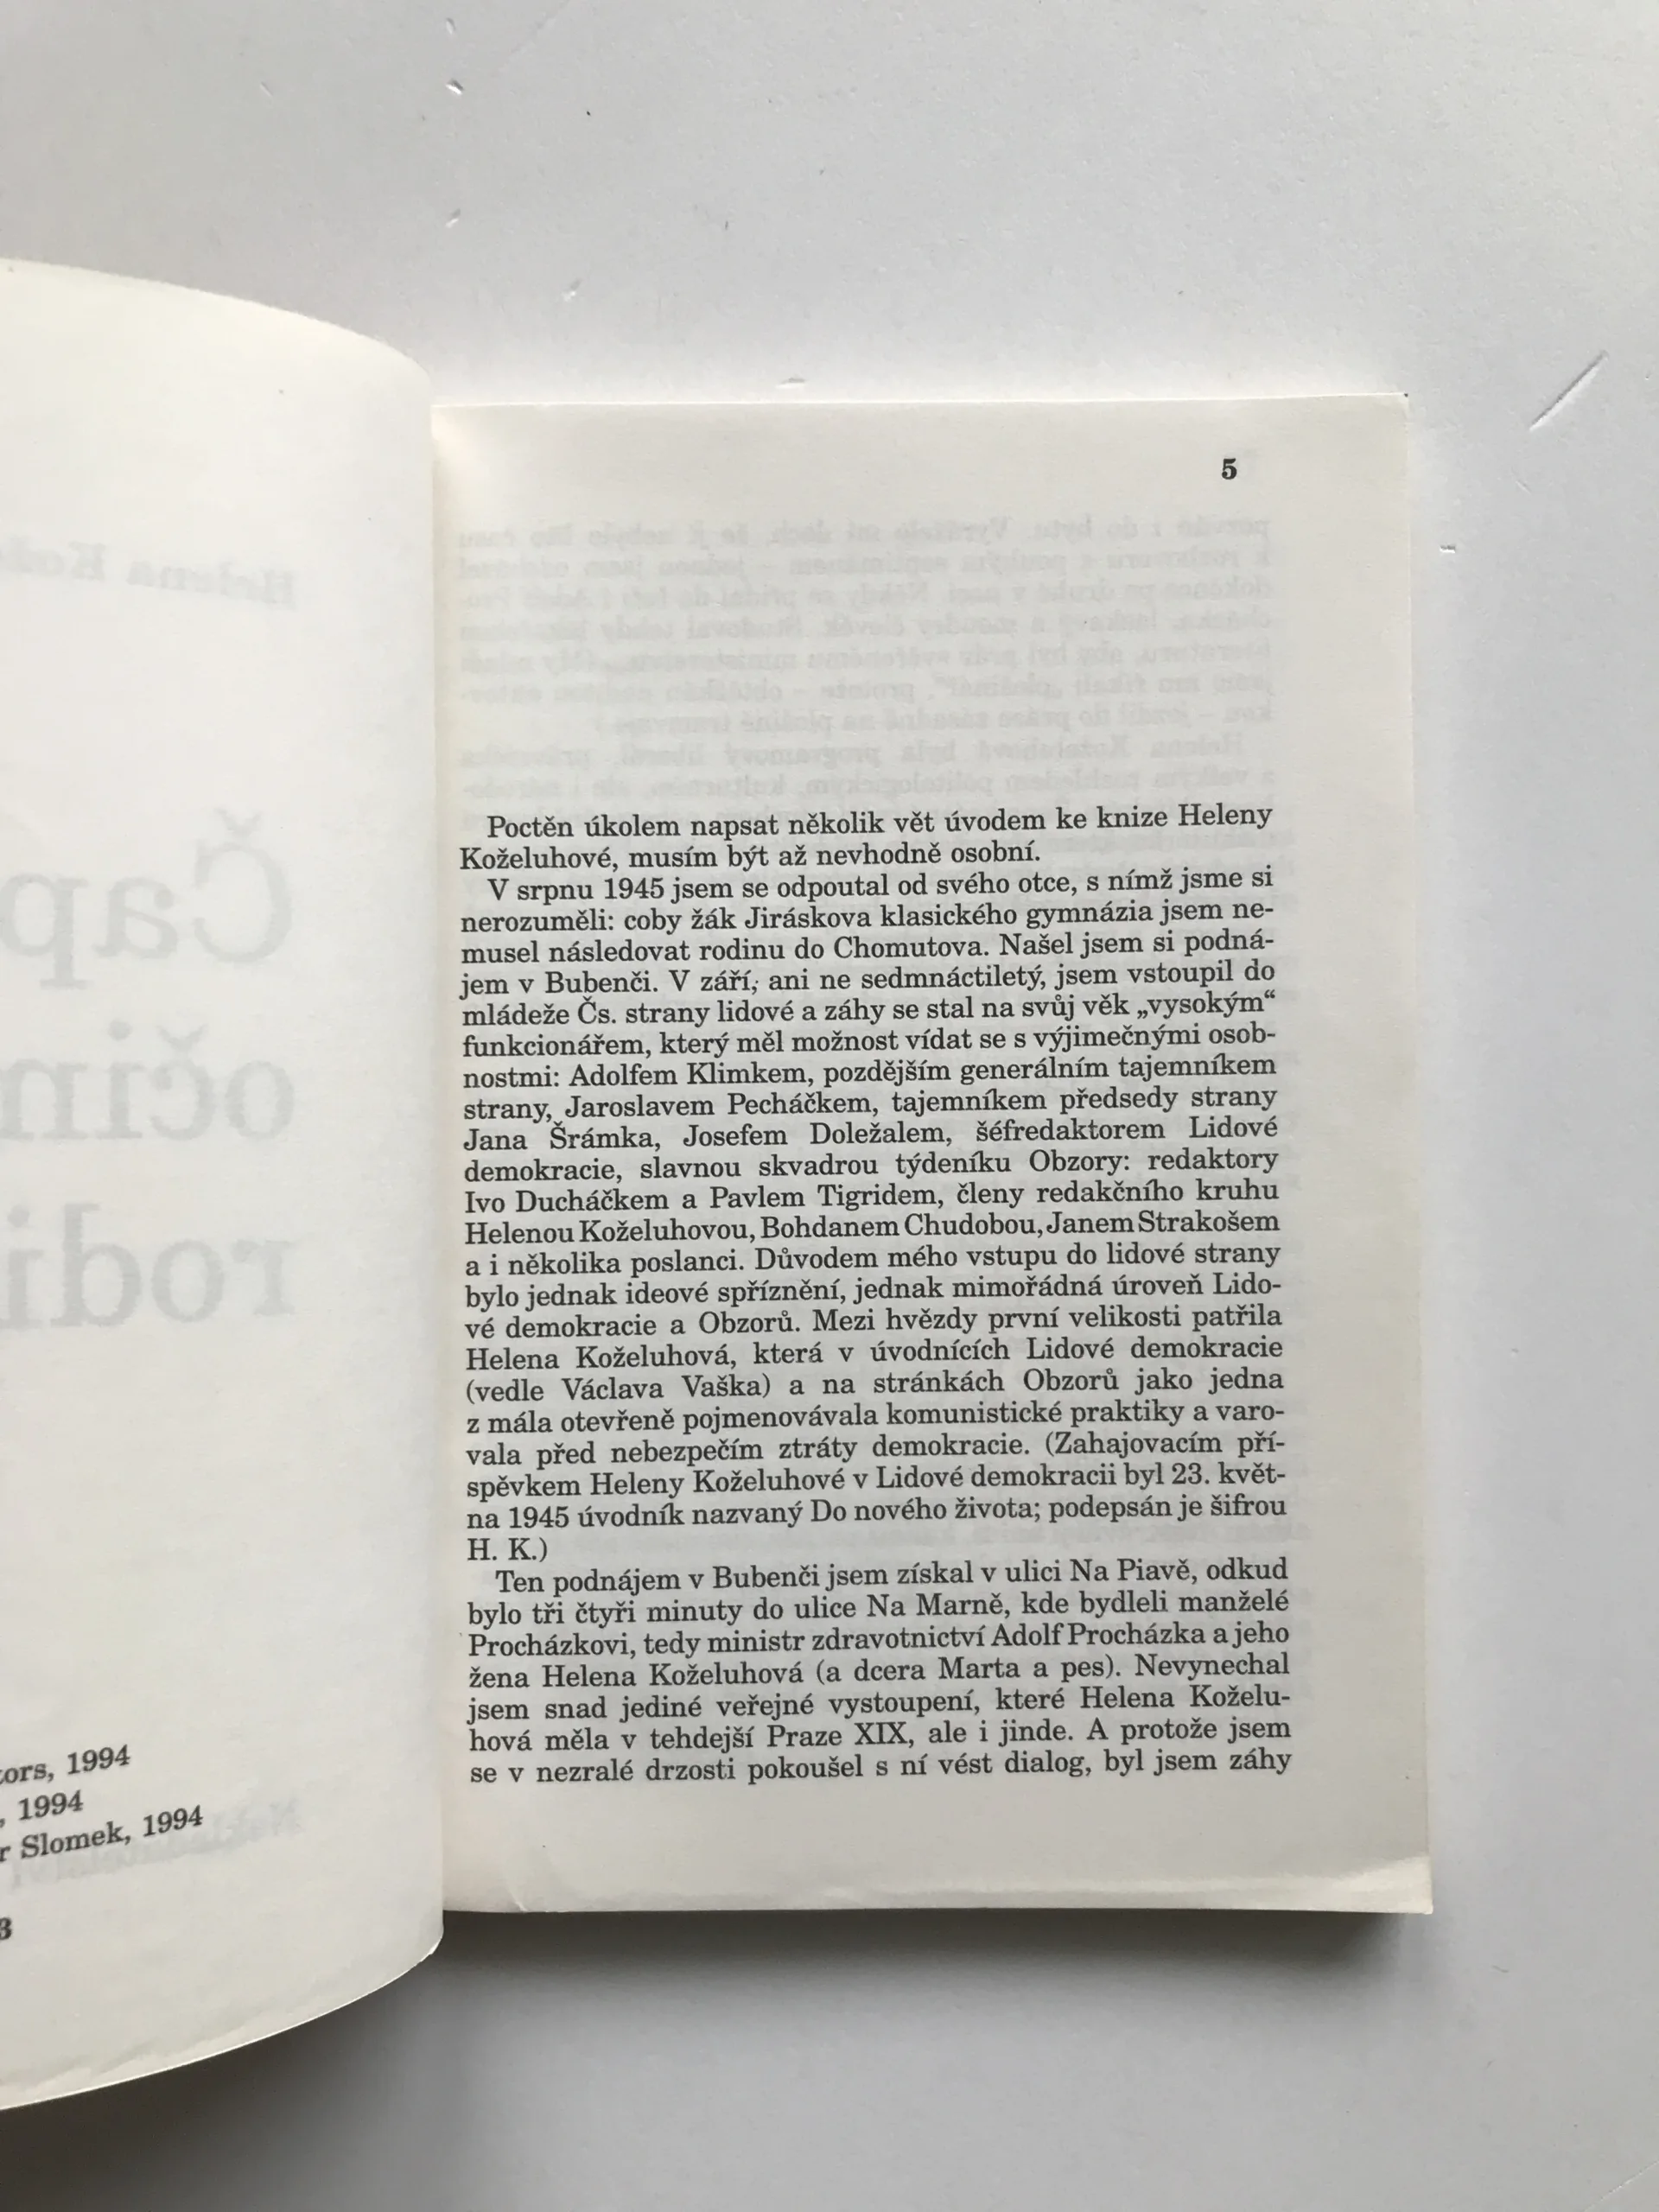 tors, 1994
, 1994
r Slomek, 1994
3
5
Poctěn úkolem napsat několik vět úvodem ke knize Heleny
Koželuhové, musím být až nevhodně osobní.
V srpnu 1945 jsem se odpoutal od svého otce, s nímž jsme si
nerozuměli: coby žák Jiráskova klasického gymnázia jsem ne-
musel následovat rodinu do Chomutova. Našel jsem si podná-
jem v Bubenči. V září, ani ne sedmnáctiletý, jsem vstoupil do
mládeže Čs. strany lidové a záhy se stal na svůj věk „vysokým“
funkcionářem, který měl možnost vídat se s výjimečnými osob-
nostmi: Adolfem Klimkem, pozdějším generálním tajemníkem
strany, Jaroslavem Pecháčkem, tajemníkem předsedy strany
Jana Šrámka, Josefem Doležalem, šéfredaktorem Lidové
demokracie, slavnou skvadrou týdeníku Obzory: redaktory
Ivo Ducháčkem a Pavlem Tigridem, členy redakčního kruhu
Helenou Koželuhovou, Bohdanem Chudobou, Janem Strakošem
a i několika poslanci. Důvodem mého vstupu do lidové strany
bylo jednak ideové spříznění, jednak mimořádná úroveň Lido-
vé demokracie a Obzorů. Mezi hvězdy první velikosti patřila
Helena Koželuhová, která v úvodnících Lidové demokracie
(vedle Václava Vaška) a na stránkách Obzorů jako jedna
z mála otevřeně pojmenovávala komunistické praktiky a varo-
vala před nebezpečím ztráty demokracie. (Zahajovacím pří-
spěvkem Heleny Koželuhové v Lidové demokracii byl 23. květ-
na 1945 úvodník nazvaný Do nového života; podepsán je šifrou
H. K.)
Ten podnájem v Bubenči jsem získal v ulici Na Piavě, odkud
bylo tři čtyři minuty do ulice Na Marně, kde bydleli manželé
Procházkovi, tedy ministr zdravotnictví Adolf Procházka a jeho
žena Helena Koželuhová (a dcera Marta a pes). Nevynechal
jsem snad jediné veřejné vystoupení, které Helena Koželu-
hová měla v tehdejší Praze XIX, ale i jinde. A protože jsem
se v nezralé drzosti pokoušel s ní vést dialog, byl jsem záhy